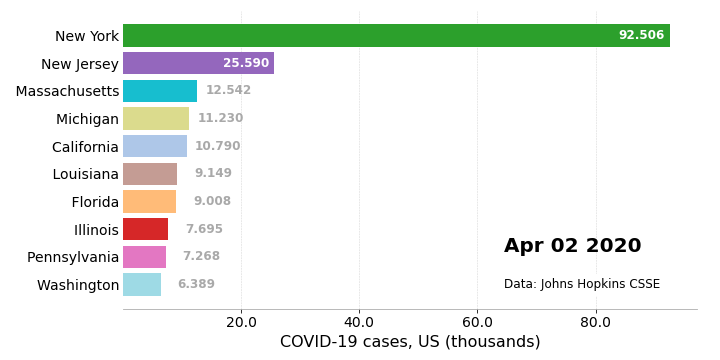 New York 92.506
New Jersey 25.590
Massachusetts 12.542
Michigan 11.230
California 10.790
Louisiana 9.149
Florida 9.008
Illinois 7.695
Pennsylvania 7.268
Washington 6.389
Apr 02 2020
Data: Johns Hopkins CSSE
20.0 40.0 60.0 80.0
COVID-19 cases, US (thousands)